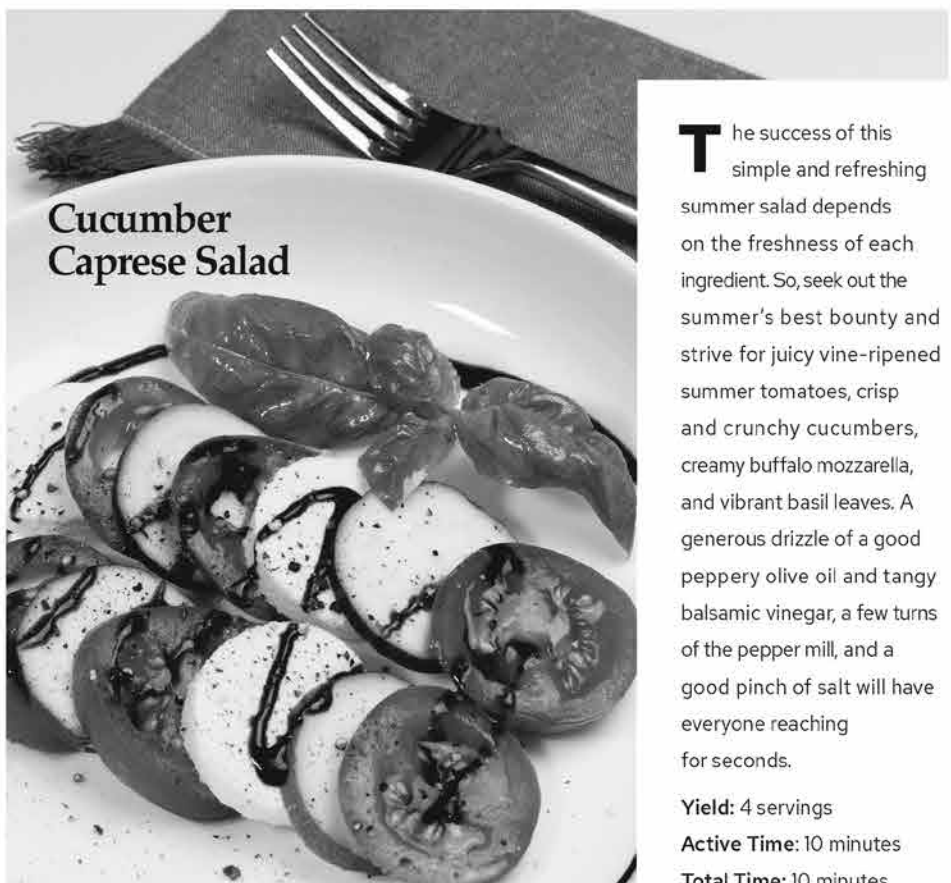 Cucumber
Caprese Salad
The success of this
simple and refreshing
summer salad depends
on the freshness of each
ingredient. So, seek out the
summer's best bounty and
strive for juicy vine-ripened
summer tomatoes, crisp
and crunchy cucumbers,
creamy buffalo mozzarella,
and vibrant basil leaves. A
generous drizzle of a good
peppery olive oil and tangy
balsamic vinegar, a few turns
of the pepper mill, and a
good pinch of salt will have
everyone reaching
for seconds.
Yield: 4 servings
Active Time: 10 minutes
Total Time: 10 minutes